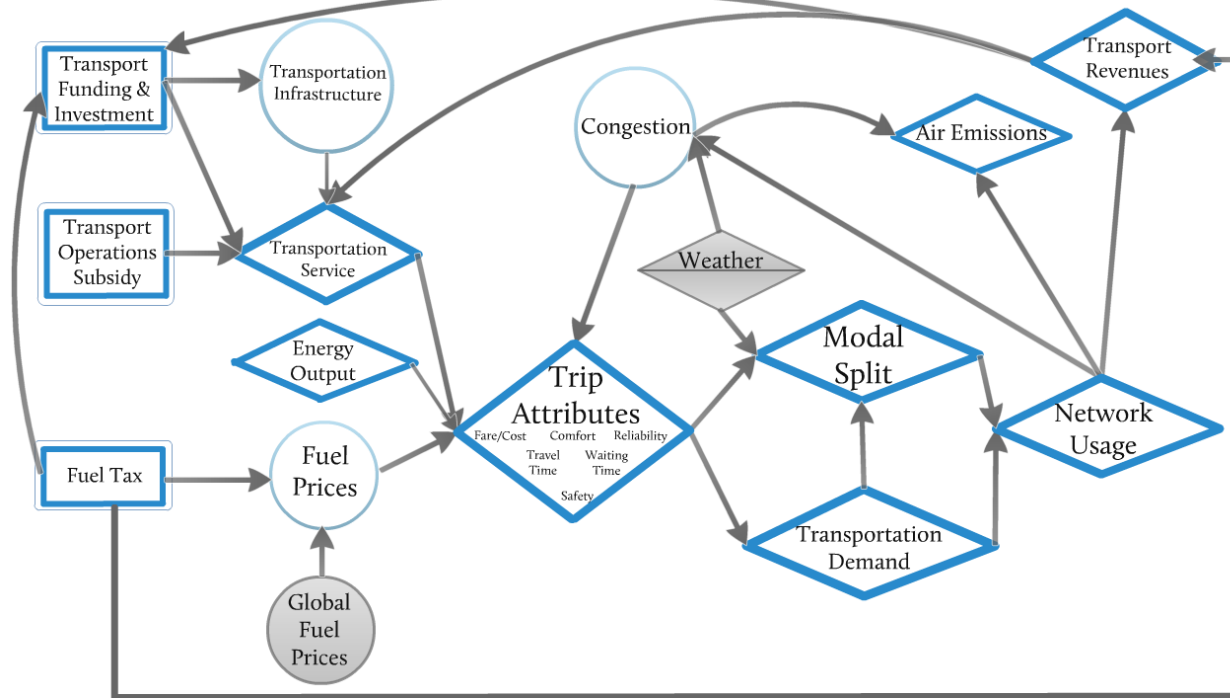 Transport
Funding &
Investment
Transportation
Infrastructure
Transport
Revenues
Congestion
Air Emissions
Transport
Operations
Subsidy
Transportation
Service
Weather
Energy
Output
Modal
Split
Trip
Attributes
Fare/Cost Comfort Reliability
Travel Waiting
Time Time
Safety
Network
Usage
Fuel Tax
Fuel
Prices
Transportation
Demand
Global
Fuel
Prices